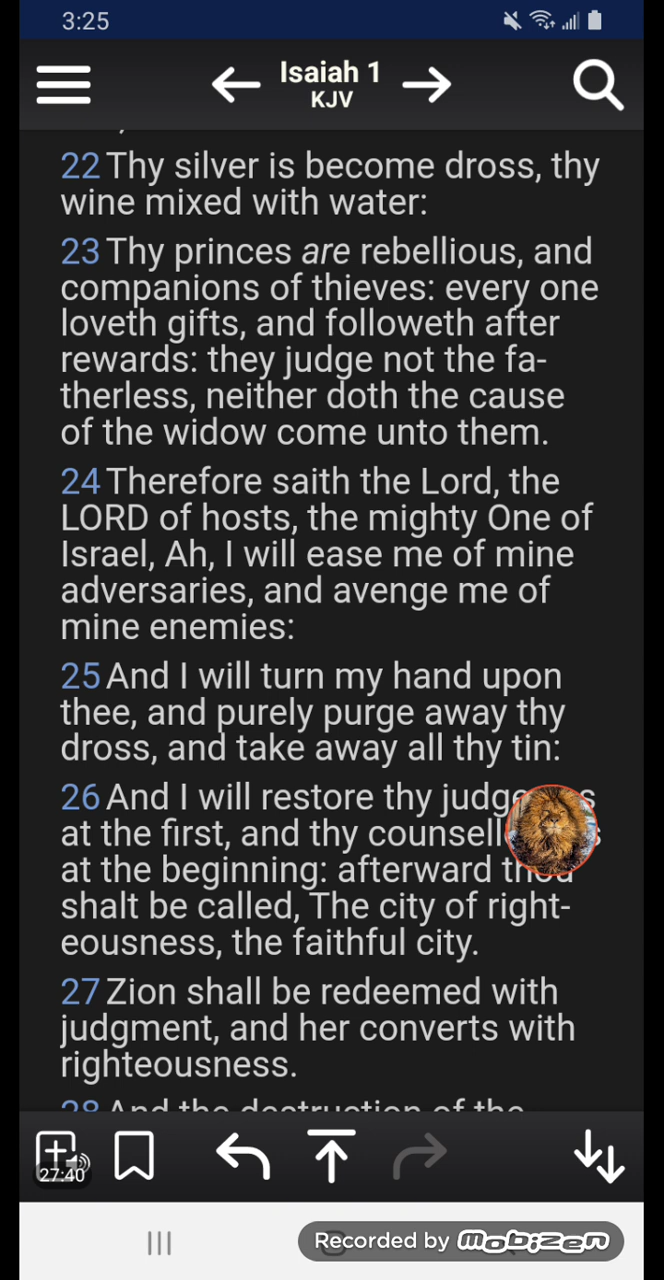 3:25
Isaiah 1
KJV
22 Thy silver is become dross, thy
wine mixed with water:
23 Thy princes are rebellious, and
companions of thieves: every one
loveth gifts, and followeth after
rewards: they judge not the fa-
therless, neither doth the cause
of the widow come unto them.
24 Therefore saith the Lord, the
LORD of hosts, the mighty One of
Israel, Ah, I will ease me of mine
adversaries, and avenge me of
mine enemies:
25 And I will turn my hand upon
thee, and purely purge away thy
dross, and take away all thy tin:
26 And I will restore thy
at the first, and thy
at the beginning: afterward
shalt be called, The city of right-
eousness, the faithful city.
27 Zion shall be redeemed with
judgment, and her converts with
righteousness.
28 And the destruction of the
27:40
Recorded by mobizen